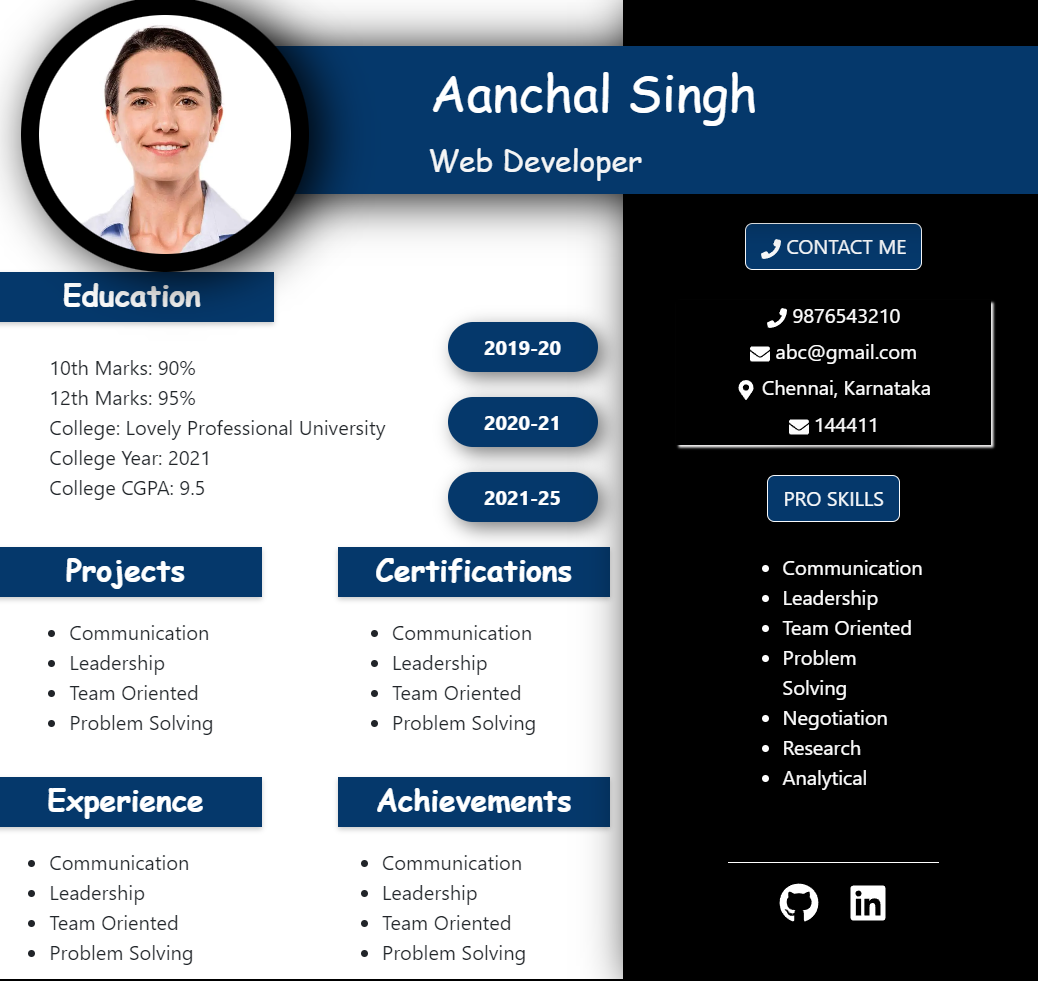 Aanchal Singh
Web Developer
Education
10th Marks: 90%
12th Marks: 95%
College: Lovely Professional University
College Year: 2021
College CGPA: 9.5
2019-20
2020-21
2021-25
Projects
Communication
Leadership
Team Oriented
Problem Solving
Certifications
Communication
Leadership
Team Oriented
Problem Solving
Experience
Communication
Leadership
Team Oriented
Problem Solving
Achievements
Communication
Leadership
Team Oriented
Problem Solving
CONTACT ME
9876543210
abc@gmail.com
Chennai, Karnataka
144411
PRO SKILLS
Communication
Leadership
Team Oriented
Problem
Solving
Negotiation
Research
Analytical
in